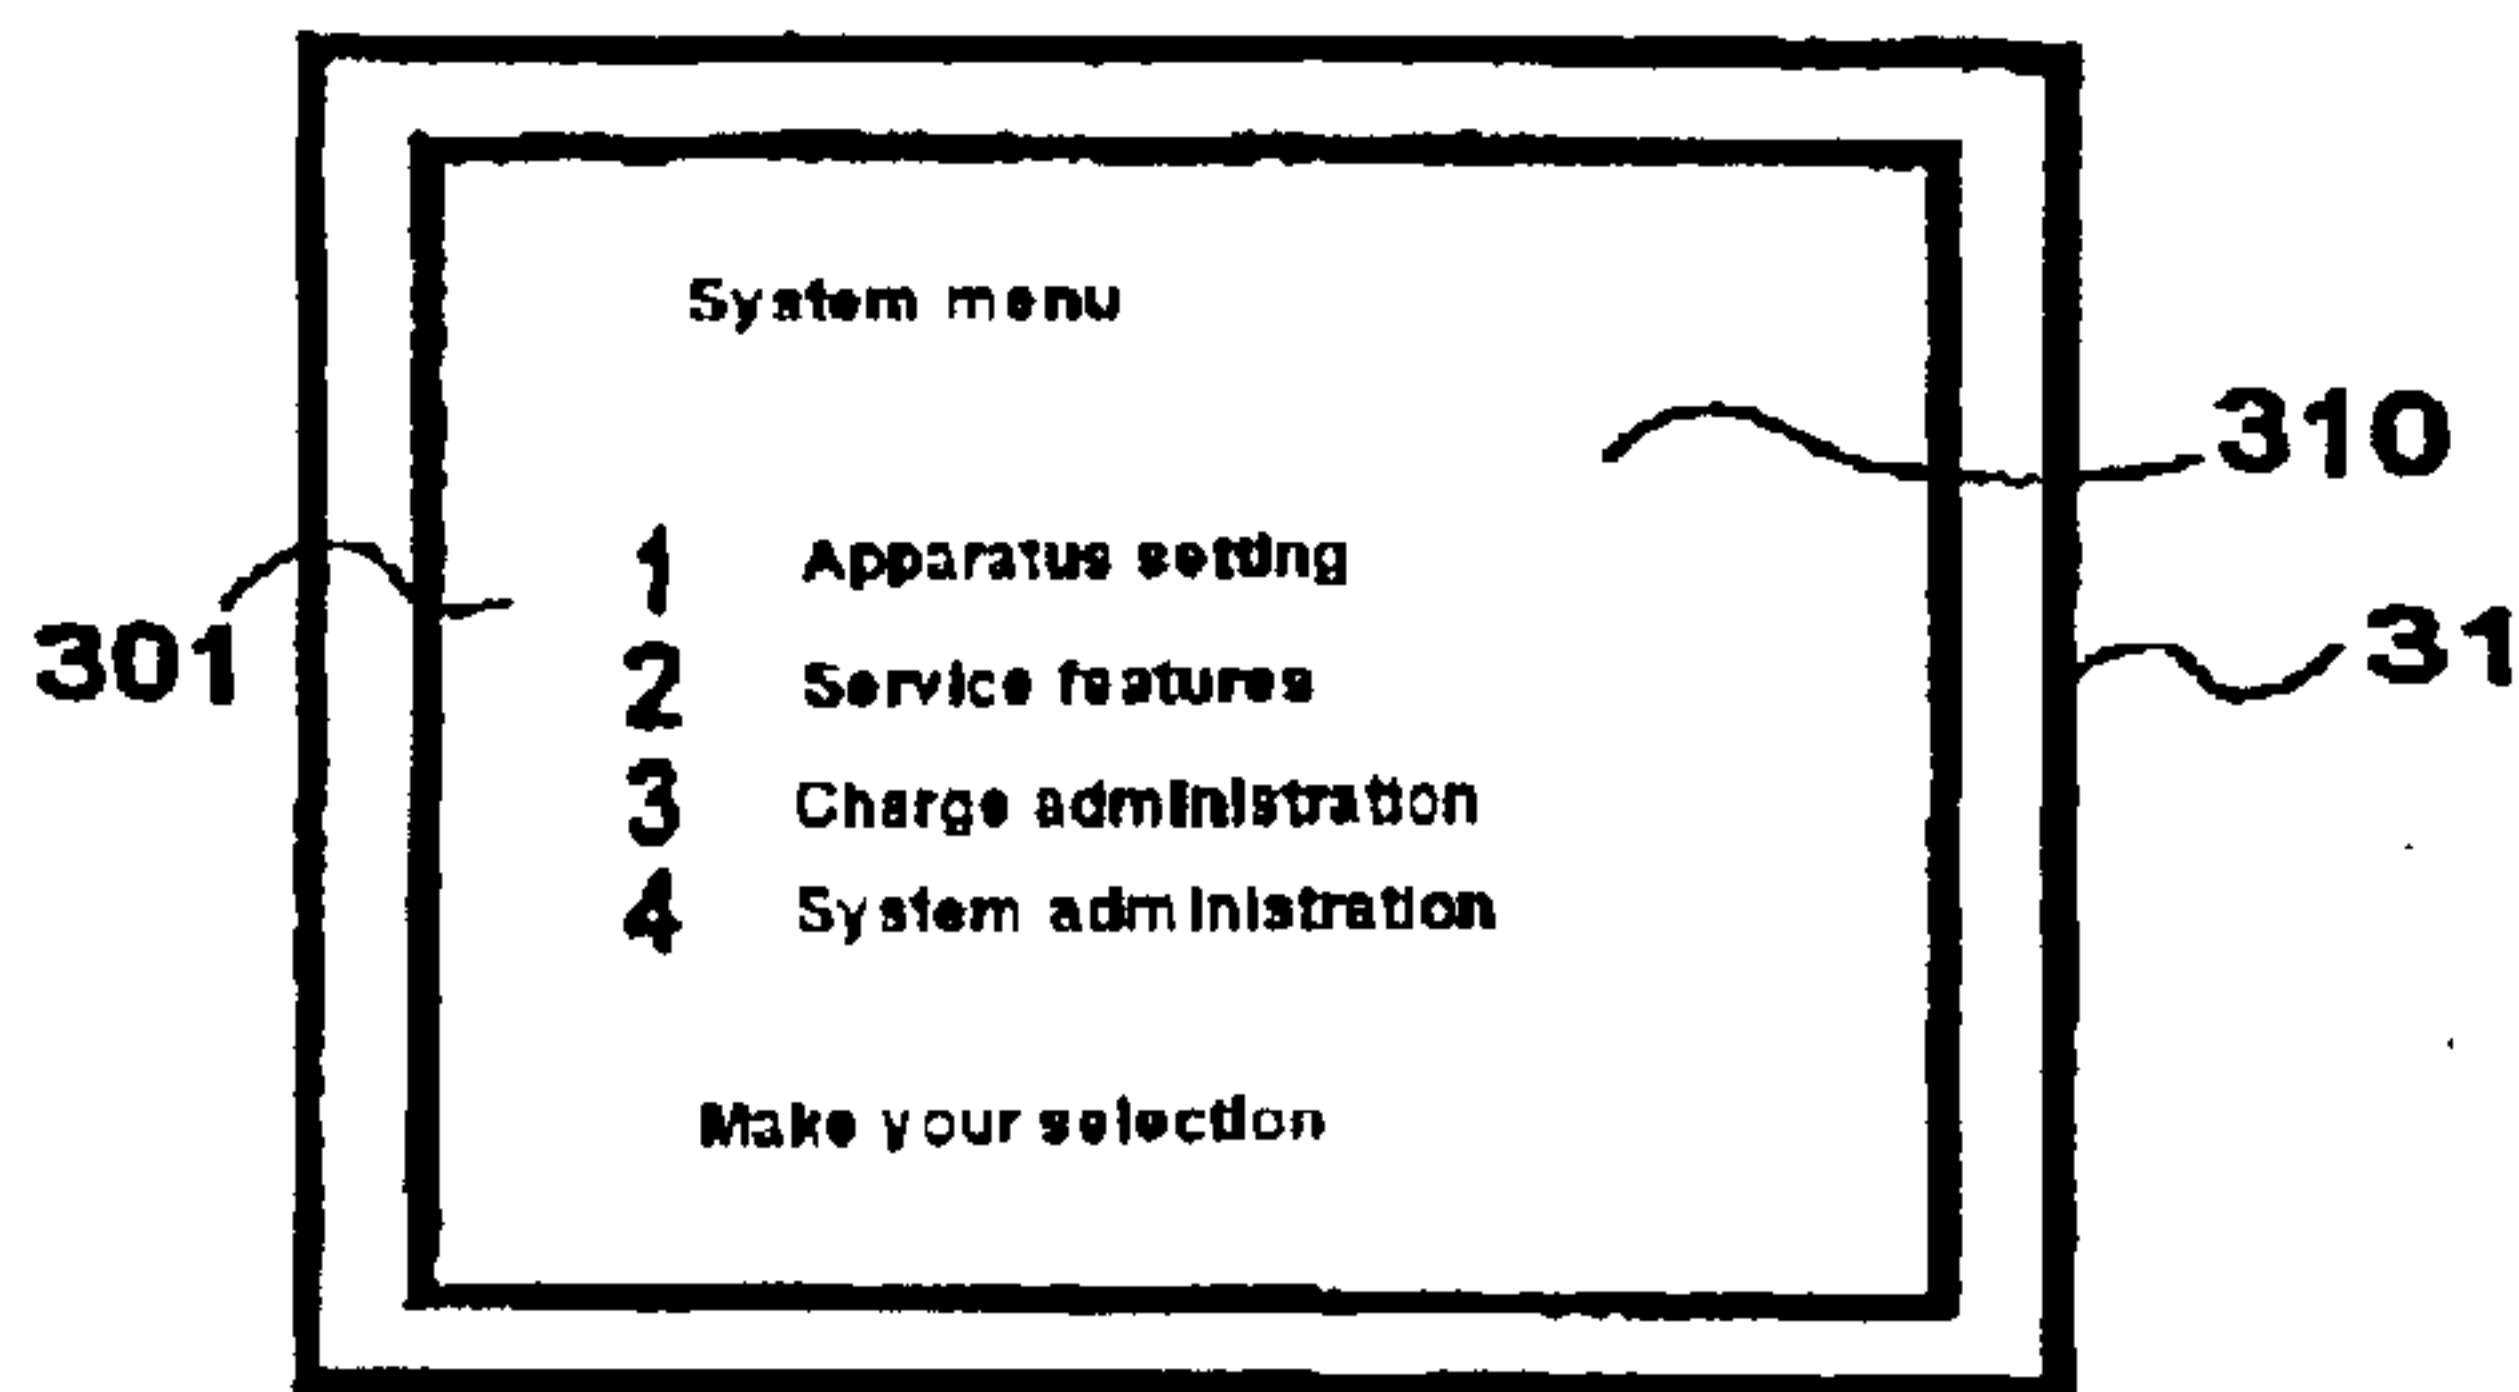 System menu
310
1 Apparatus setting
301
31
2 Service features
3 Charge administration
4 System administration
Make your selection